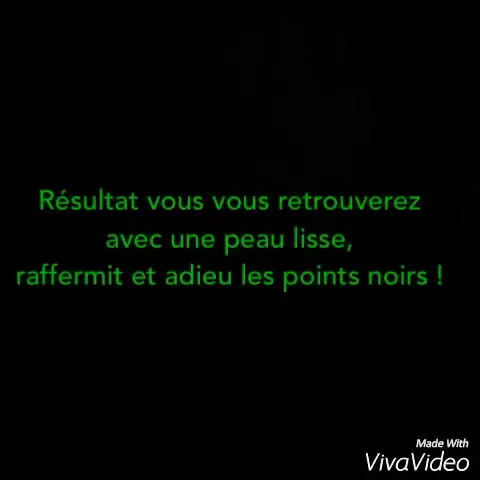 Résultat vous vous retrouverez
avec une peau lisse,
raffermit et adieu les points noirs !
Made With
VivaVideo